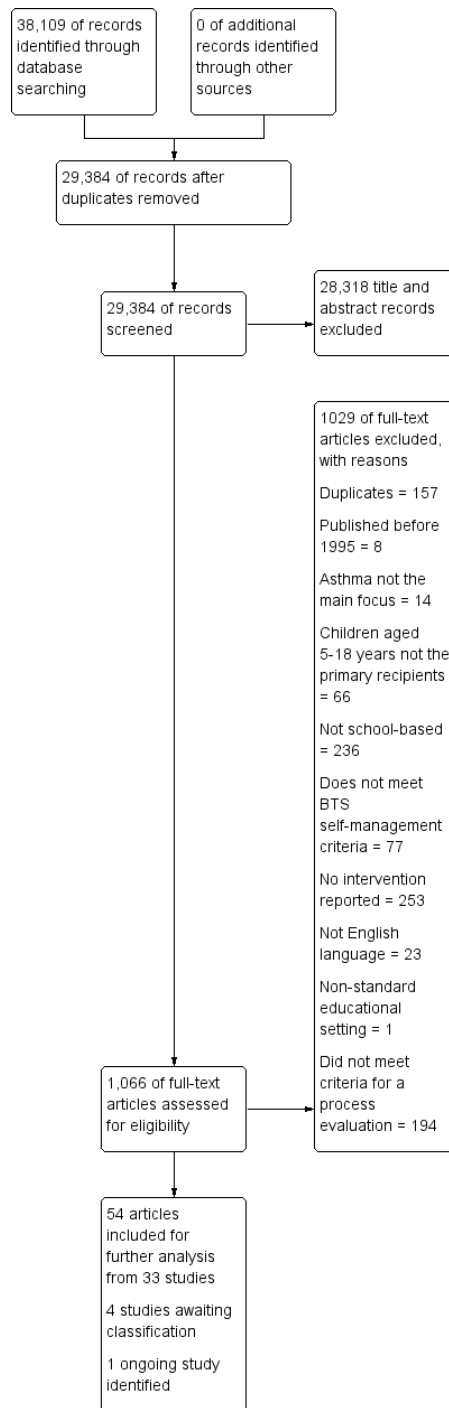 38,109 of records
identified through
database
searching
0 of additional
records identified
through other
sources
29,384 of records after
duplicates removed
29,384 of records
screened
28,318 title and
abstract records
excluded
1029 of full-text
articles excluded,
with reasons
Duplicates = 157
Published before
1995 = 8
Asthma not the
main focus = 14
Children aged
5-18 years not the
primary recipients
= 66
Not school-based
= 236
Does not meet
BTS
self-management
criteria = 77
No intervention
reported = 253
Not English
language = 23
Non-standard
educational
setting = 1
Did not meet
criteria for a
process
evaluation = 194
1,066 of full-text
articles assessed
for eligibility
54 articles
included for
further analysis
from 33 studies
4 studies awaiting
classification
1 ongoing study
identified